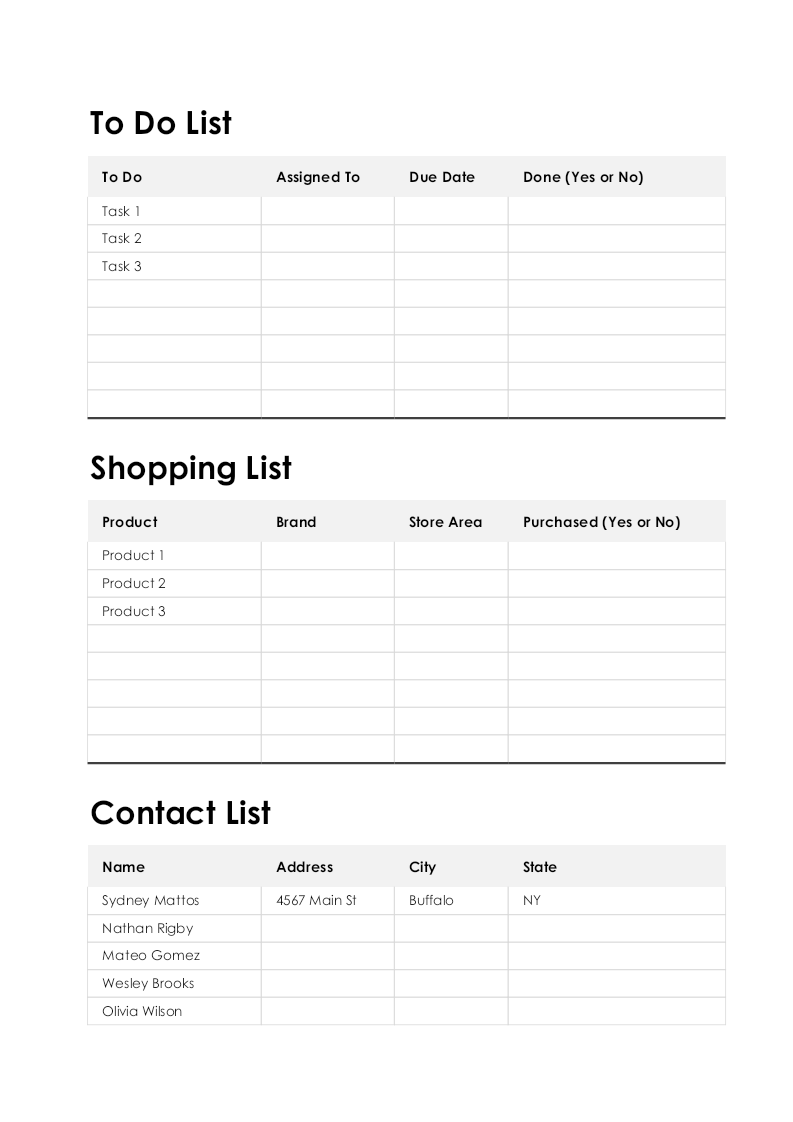 To Do List
To Do Assigned To Due Date Done (Yes or No)
Task 1
Task 2
Task 3
Shopping List
Product Brand Store Area Purchased (Yes or No)
Product 1
Product 2
Product 3
Contact List
Name Address City State
Sydney Mattos 4567 Main St Buffalo NY
Nathan Rigby
Mateo Gomez
Wesley Brooks
Olivia Wilson